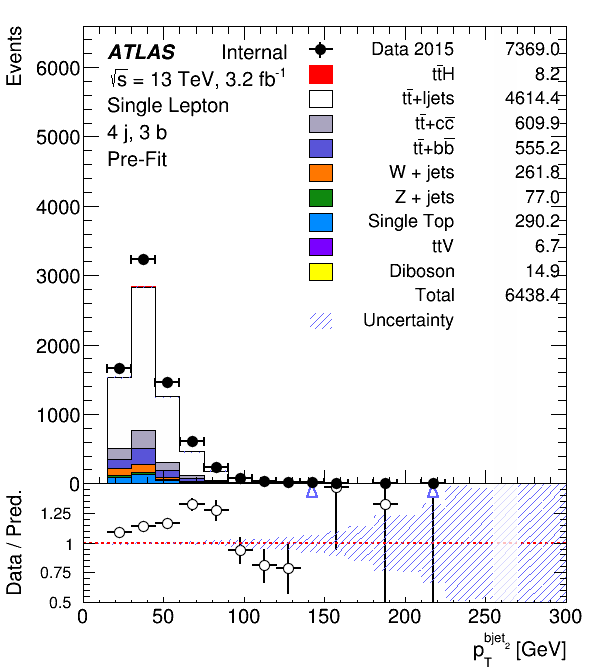 Events
6000
5000
4000
3000
2000
1000
0
ATLAS Internal
√s = 13 TeV, 3.2 fb⁻¹
Single Lepton
4 j, 3 b
Pre-Fit
Data 2015 7369.0
tt̄H 8.2
tt̄+ljets 4614.4
tt̄+cc̄ 609.9
tt̄+bb̄ 555.2
W + jets 261.8
Z + jets 77.0
Single Top 290.2
ttV 6.7
Diboson 14.9
Total 6438.4
Uncertainty
Data / Pred.
1.25
1
0.75
0.5
0 50 100 150 200 250 300
p_T^{bjet_2} [GeV]